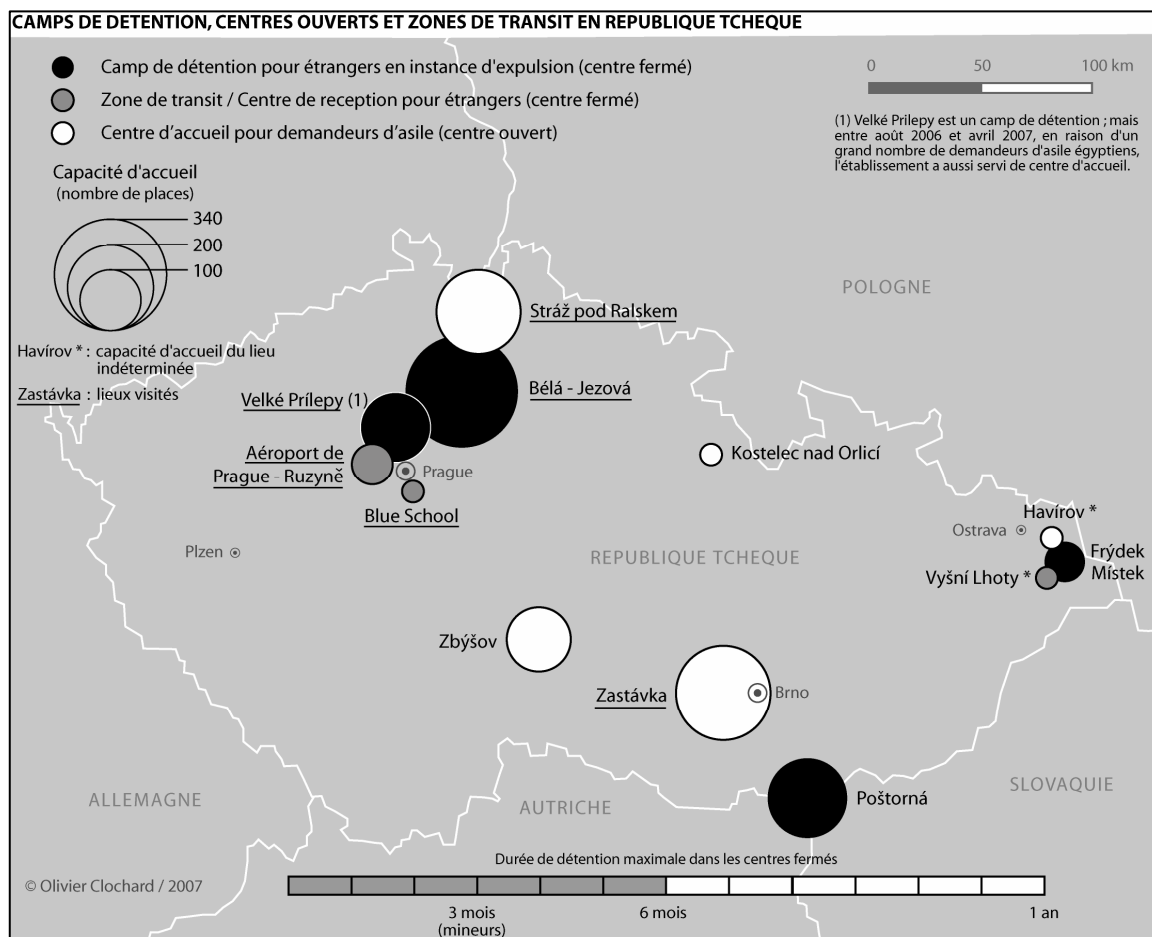 CAMPS DE DETENTION, CENTRES OUVERTS ET ZONES DE TRANSIT EN REPUBLIQUE TCHEQUE
Camp de détention pour étrangers en instance d'expulsion (centre fermé)
Zone de transit / Centre de reception pour étrangers (centre fermé)
Centre d'accueil pour demandeurs d'asile (centre ouvert)
0 50 100 km
(1) Velké Prilepy est un camp de détention ; mais
entre août 2006 et avril 2007, en raison d'un
grand nombre de demandeurs d'asile égyptiens,
l'établissement a aussi servi de centre d'accueil.
Capacité d'accueil
(nombre de places)
340
200
100
Havírov * : capacité d'accueil du lieu
indéterminée
Zastávka : lieux visités
POLOGNE
Stráž pod Ralskem
Bélá - Jezová
Velké Prílepy (1)
Aéroport de
Prague - Ruzyně
Prague
Blue School
Kostelec nad Orlicí
Plzen
REPUBLIQUE TCHEQUE
Havírov *
Ostrava
Frýdek
Místek
Vyšní Lhoty *
Zbýšov
Zastávka
Brno
Poštorná
ALLEMAGNE
AUTRICHE
SLOVAQUIE
Durée de détention maximale dans les centres fermés
3 mois
(mineurs)
6 mois
1 an
© Olivier Clochard / 2007